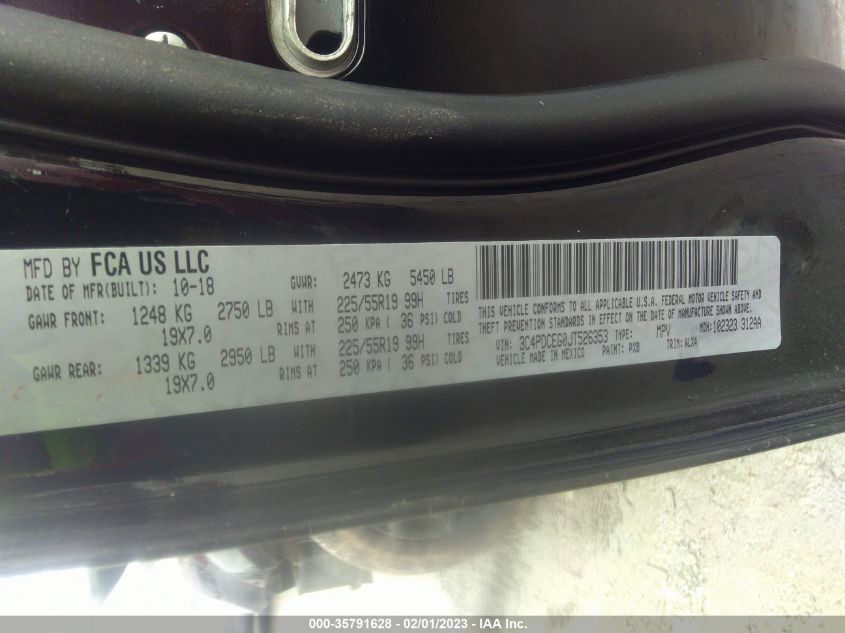 MFD BY FCA US LLC
DATE OF MFR(BUILT): 10-18 GVWR: 2473 KG 5450 LB
GAWR FRONT: 1248 KG 2750 LB WITH 225/55R19 99H TIRES
19X7.0 RIMS AT 250 KPA ( 36 PSI) COLD
GAWR REAR: 1339 KG 2950 LB WITH 225/55R19 99H TIRES
19X7.0 RIMS AT 250 KPA ( 36 PSI) COLD
THIS VEHICLE CONFORMS TO ALL APPLICABLE U.S.A. FEDERAL MOTOR VEHICLE SAFETY AND
THEFT PREVENTION STANDARDS IN EFFECT ON THE DATE OF MANUFACTURE SHOWN ABOVE.
VIN: 3C4PDCEG0JT526353 TYPE: MPV MDH: 102323 312AA
MADE IN MEXICO PAINT: PXB TRIM: ALXA
000-35791628 - 02/01/2023 - © IAA Inc.